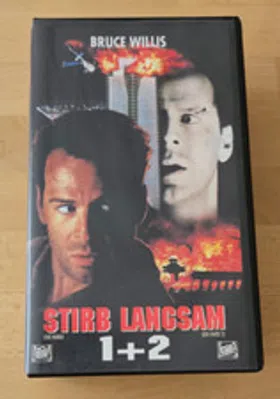 BRUCE WILLIS
STIRB LANGSAM
1+2